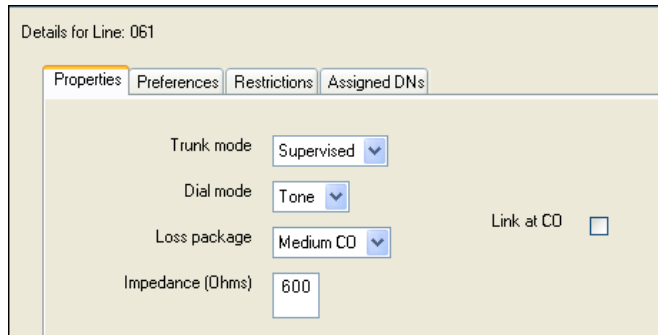 Details for Line: 061
Properties Preferences Restrictions Assigned DNs
Trunk mode Supervised
Dial mode Tone
Link at CO
Loss package Medium CO
Impedance (Ohms) 600